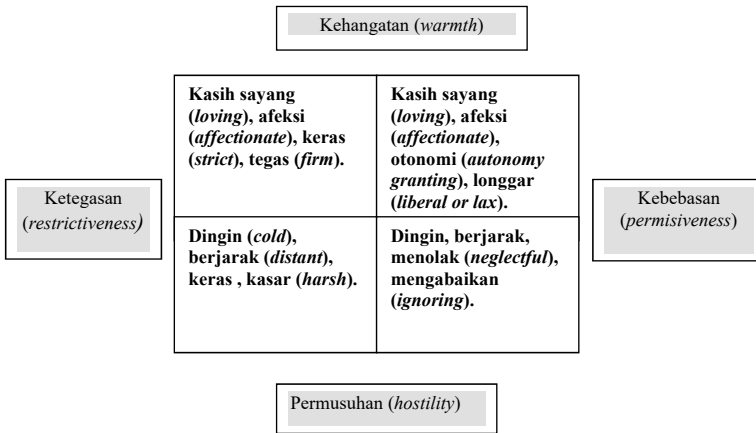 Kehangatan (warmth)
Kasih sayang
(loving), afeksi
(affectionate), keras
(strict), tegas (firm).
Kasih sayang
(loving), afeksi
(affectionate),
otonomi (autonomy
granting), longgar
(liberal or lax).
Ketegasan
(restrictiveness)
Kebebasan
(permisiveness)
Dingin (cold),
berjarak (distant),
keras , kasar (harsh).
Dingin, berjarak,
menolak (neglectful),
mengabaikan
(ignoring).
Permusuhan (hostility)